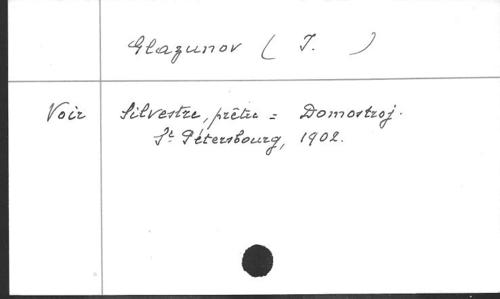 Glazunov ( I. )
Voir Silvestre, prêtre = Domostroj.
St Pétersbourg, 1902.